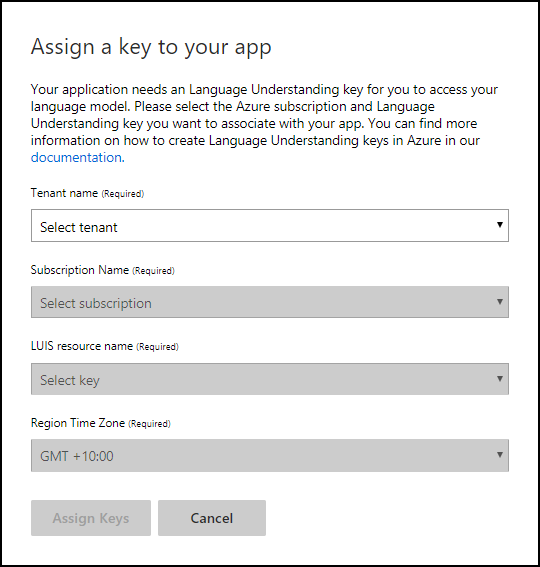 Assign a key to your app
Your application needs an Language Understanding key for you to access your
language model. Please select the Azure subscription and Language
Understanding key you want to associate with your app. You can find more
information on how to create Language Understanding keys in Azure in our
documentation.
Tenant name (Required)
Select tenant
Subscription Name (Required)
Select subscription
LUIS resource name (Required)
Select key
Region Time Zone (Required)
GMT +10:00
Assign Keys Cancel